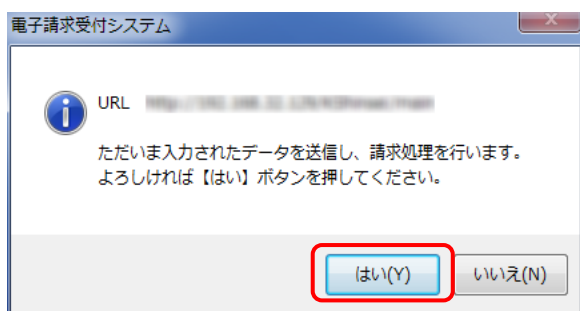 電子請求受付システム
URL
ただいま入力されたデータを送信し、請求処理を行います。
よろしければ【はい】ボタンを押してください。
はい(Y)
いいえ(N)